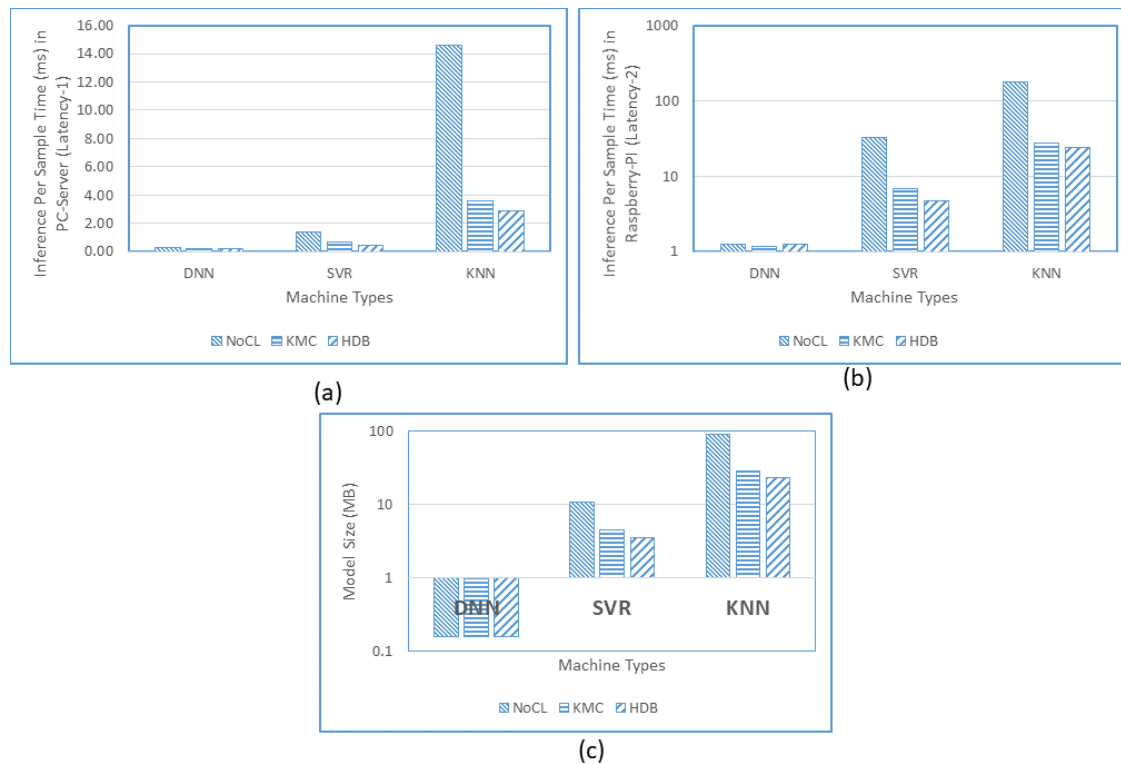 Inference Per Sample Time (ms) in
PC-Server (Latency-1)
16.00
14.00
12.00
10.00
8.00
6.00
4.00
2.00
0.00
DNN SVR KNN
Machine Types
NoCL KMC HDB
(a)
Inference Per Sample Time (ms) in
Raspberry-PI (Latency-2)
1000
100
10
1
DNN SVR KNN
Machine Types
NoCL KMC HDB
(b)
Model Size (MB)
100
10
1
0.1
DNN SVR KNN
Machine Types
NoCL KMC HDB
(c)